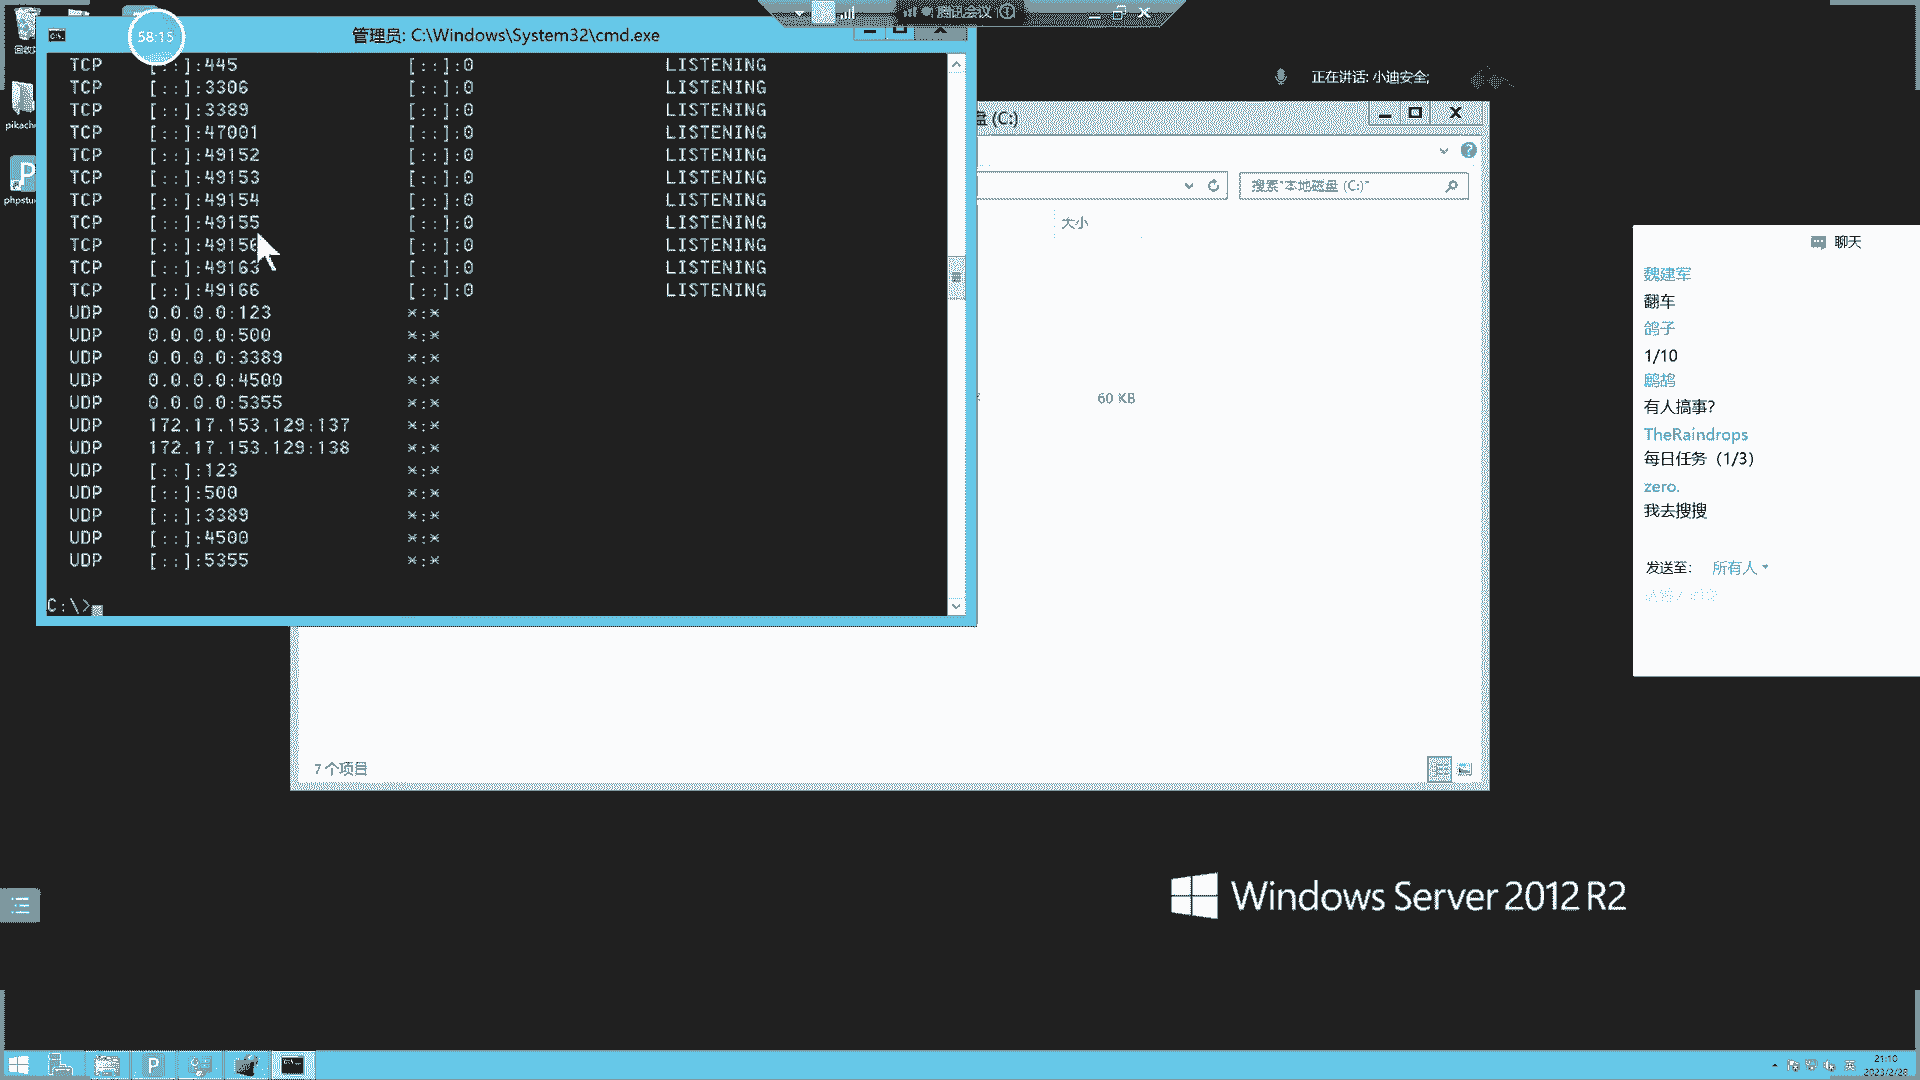 58:15
管理员: C:\Windows\System32\cmd.exe
TCP [::]:445 [::]:0 LISTENING
TCP [::]:3306 [::]:0 LISTENING
TCP [::]:3389 [::]:0 LISTENING
TCP [::]:47001 [::]:0 LISTENING
TCP [::]:49152 [::]:0 LISTENING
TCP [::]:49153 [::]:0 LISTENING
TCP [::]:49154 [::]:0 LISTENING
TCP [::]:49155 [::]:0 LISTENING
TCP [::]:49156 [::]:0 LISTENING
TCP [::]:49163 [::]:0 LISTENING
TCP [::]:49166 [::]:0 LISTENING
UDP 0.0.0.0:123 *:*
UDP 0.0.0.0:500 *:*
UDP 0.0.0.0:3389 *:*
UDP 0.0.0.0:4500 *:*
UDP 0.0.0.0:5355 *:*
UDP 172.17.153.129:137 *:*
UDP 172.17.153.129:138 *:*
UDP [::]:123 *:*
UDP [::]:500 *:*
UDP [::]:3389 *:*
UDP [::]:4500 *:*
UDP [::]:5355 *:*
C:\>
腾讯会议
正在讲话: 小迪安全;
盘 (C:)
搜索"本地磁盘 (C:)"
大小
60 KB
7 个项目
聊天
魏建军
翻车
鸽子
1/10
鹧鸪
有人搞事?
TheRaindrops
每日任务（1/3）
zero.
我去搜搜
发送至: 所有人
Windows Server 2012 R2
21:10
2023/2/28
英